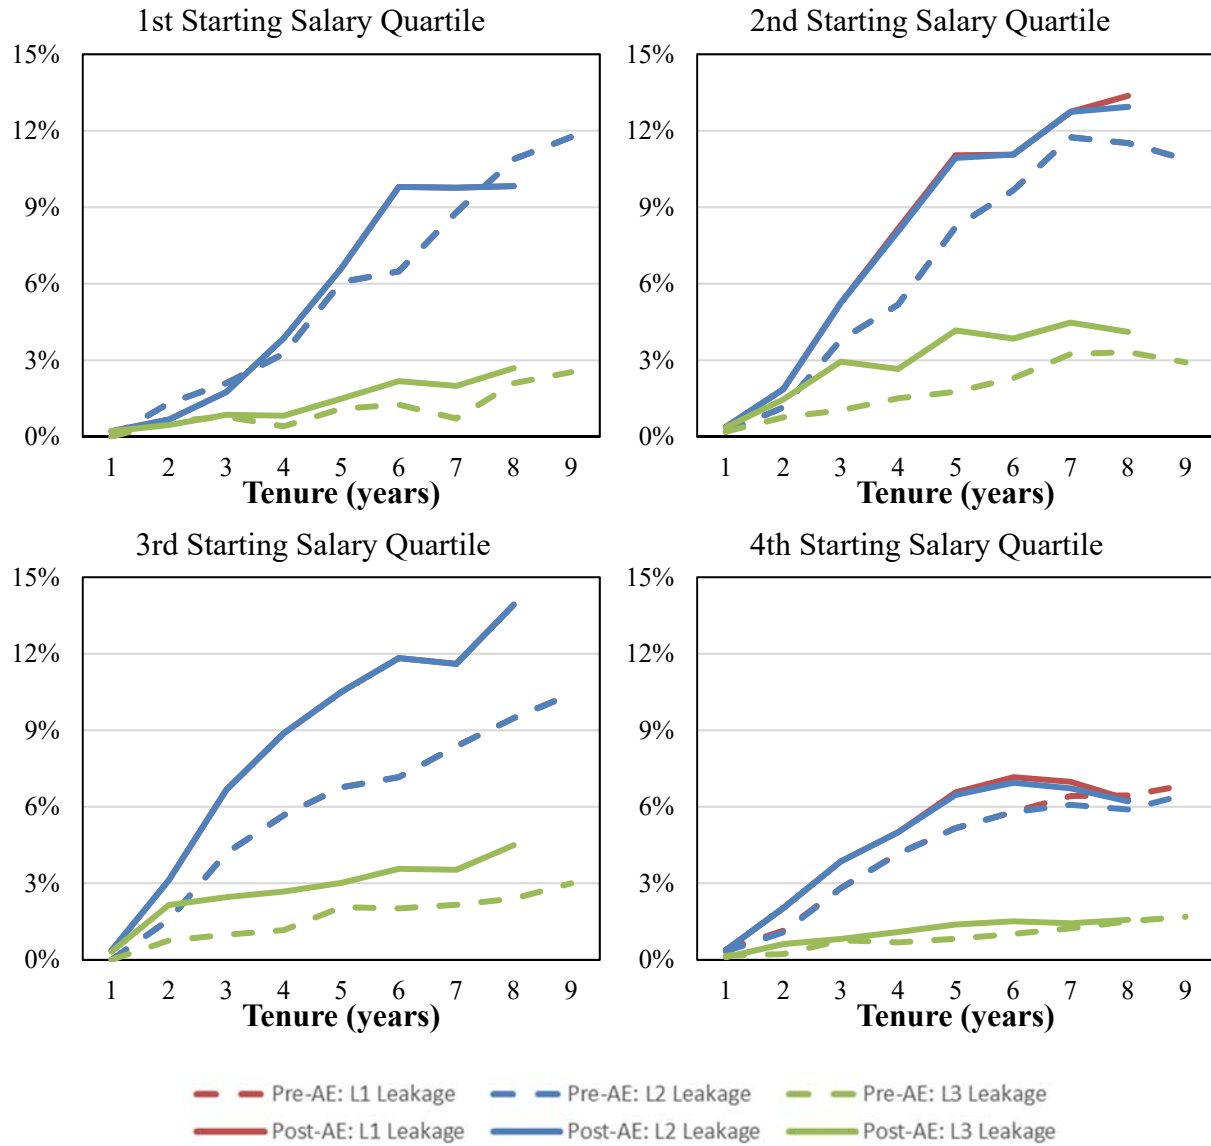 1st Starting Salary Quartile
15%
12%
9%
6%
3%
0%
1 2 3 4 5 6 7 8 9
Tenure (years)
2nd Starting Salary Quartile
15%
12%
9%
6%
3%
0%
1 2 3 4 5 6 7 8 9
Tenure (years)
3rd Starting Salary Quartile
15%
12%
9%
6%
3%
0%
1 2 3 4 5 6 7 8 9
Tenure (years)
4th Starting Salary Quartile
15%
12%
9%
6%
3%
0%
1 2 3 4 5 6 7 8 9
Tenure (years)
Pre-AE: L1 Leakage Pre-AE: L2 Leakage Pre-AE: L3 Leakage
Post-AE: L1 Leakage Post-AE: L2 Leakage Post-AE: L3 Leakage